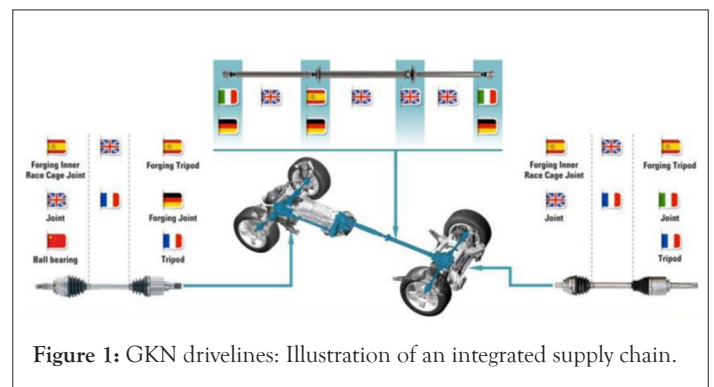 Forging Inner
Race Cage Joint
Forging Tripod
Joint
Forging Joint
Ball bearing
Tripod
Forging Inner
Race Cage Joint
Forging Tripod
Joint
Joint
Tripod
Figure 1: GKN drivelines: Illustration of an integrated supply chain.